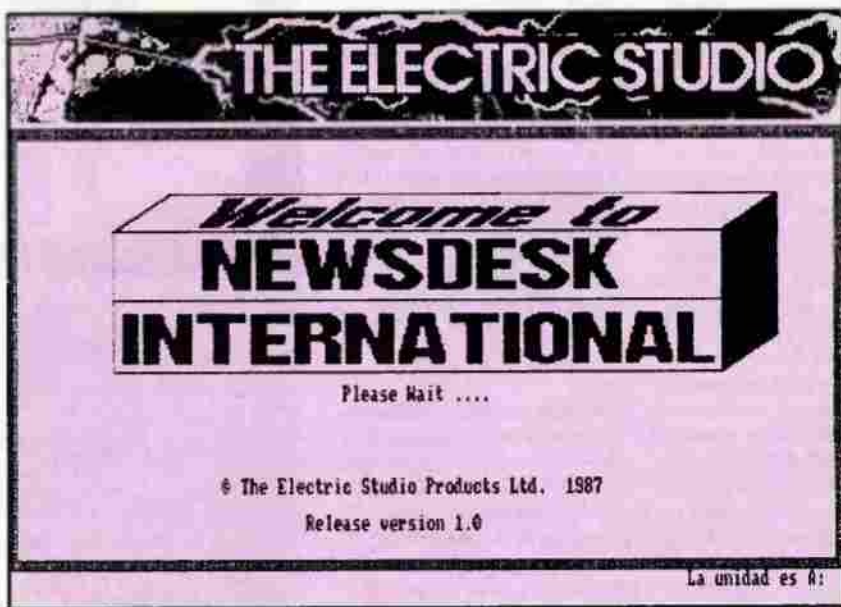 THE ELECTRIC STUDIO
Welcome to
NEWSDESK
INTERNATIONAL
Please Wait ....
© The Electric Studio Products Ltd. 1987
Release version 1.0
La unidad es A: